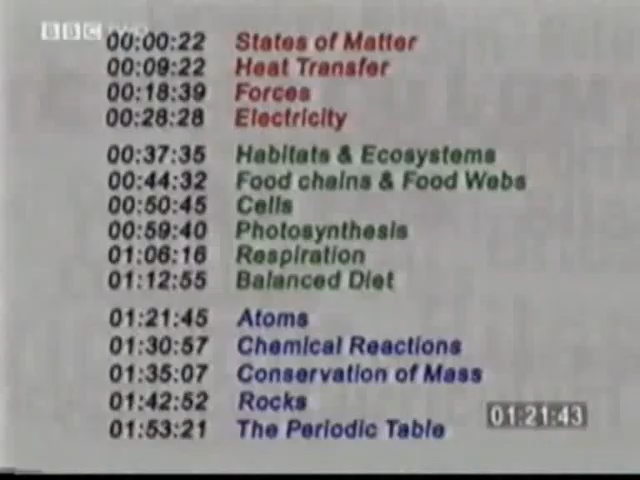 BBC TWO
00:00:22 States of Matter
00:09:22 Heat Transfer
00:18:39 Forces
00:28:28 Electricity
00:37:35 Habitats & Ecosystems
00:44:32 Food chains & Food Webs
00:50:45 Cells
00:59:40 Photosynthesis
01:06:16 Respiration
01:12:55 Balanced Diet
01:21:45 Atoms
01:30:57 Chemical Reactions
01:35:07 Conservation of Mass
01:42:52 Rocks
01:53:21 The Periodic Table
01:21:43